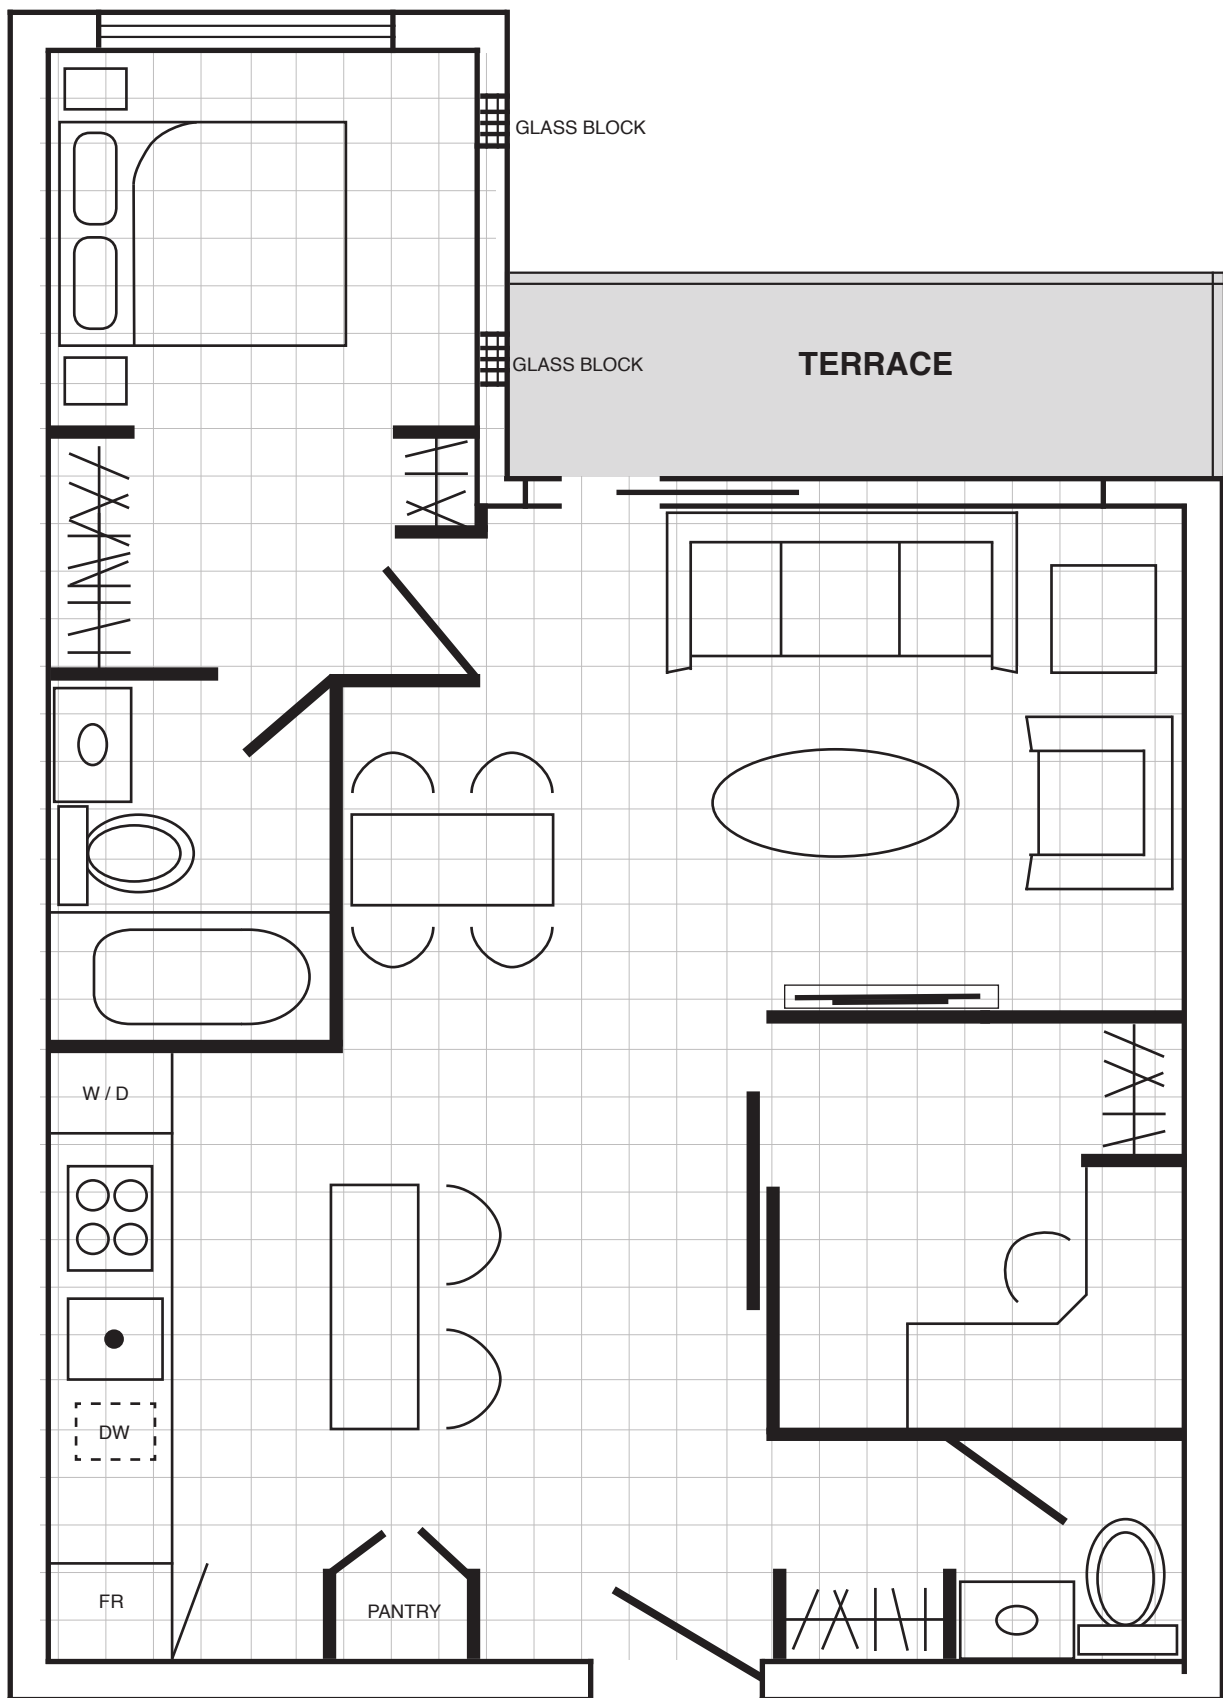 GLASS BLOCK
GLASS BLOCK
TERRACE
W / D
DW
FR
PANTRY